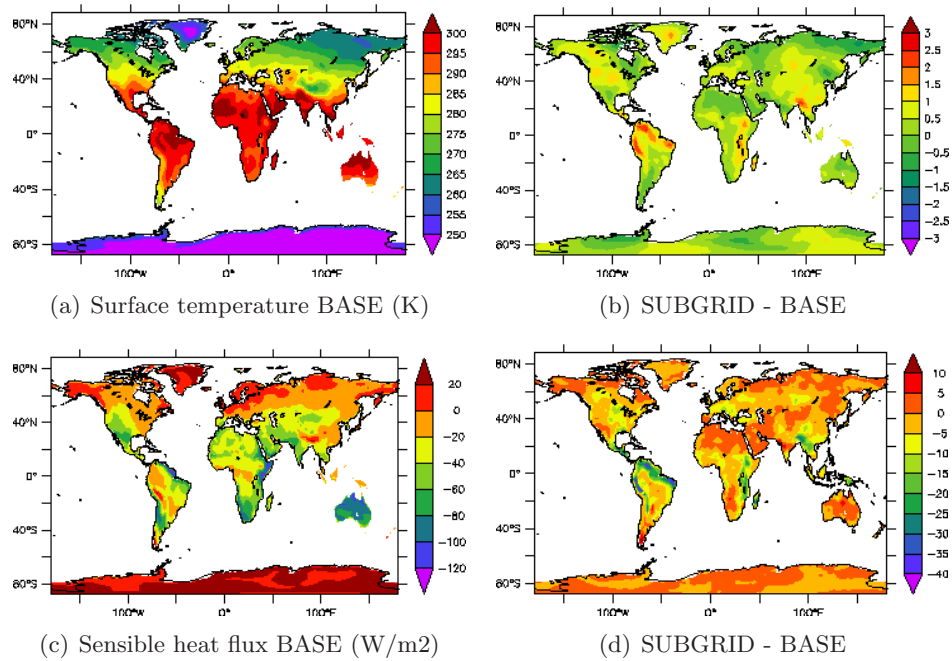 80°N
40°N
0°
40°S
80°S
100°W 0° 100°E
300
295
290
285
280
275
270
265
260
255
250
(a) Surface temperature BASE (K)
80°N
40°N
0°
40°S
80°S
100°W 0° 100°E
3
2.5
2
1.5
1
0.5
0
−0.5
−1
−1.5
−2
−2.5
−3
(b) SUBGRID - BASE
80°N
40°N
0°
40°S
80°S
100°W 0° 100°E
20
0
−20
−40
−60
−80
−100
−120
(c) Sensible heat flux BASE (W/m2)
80°N
40°N
0°
40°S
80°S
100°W 0° 100°E
10
5
0
−5
−10
−15
−20
−25
−30
−35
−40
(d) SUBGRID - BASE